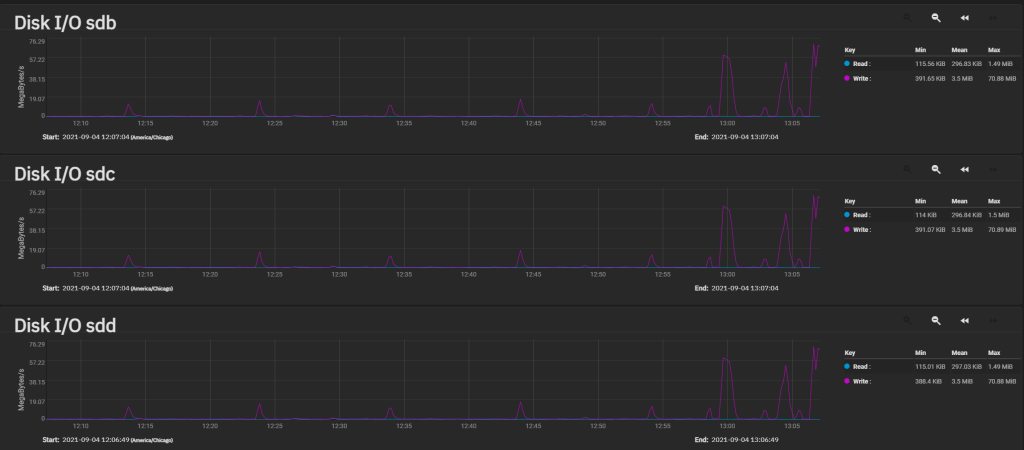 Disk I/O sdb
MegaBytes/s
76.29
57.22
38.15
19.07
0
12:10 12:15 12:20 12:25 12:30 12:35 12:40 12:45 12:50 12:55 13:00 13:05
Start: 2021-09-04 12:07:04 (America/Chicago) End: 2021-09-04 13:07:04
Key Min Mean Max
Read : 115.56 KiB 296.83 KiB 1.49 MiB
Write : 391.65 KiB 3.5 MiB 70.88 MiB
Disk I/O sdc
MegaBytes/s
76.29
57.22
38.15
19.07
0
12:10 12:15 12:20 12:25 12:30 12:35 12:40 12:45 12:50 12:55 13:00 13:05
Start: 2021-09-04 12:07:04 (America/Chicago) End: 2021-09-04 13:07:04
Key Min Mean Max
Read : 114 KiB 296.84 KiB 1.5 MiB
Write : 391.07 KiB 3.5 MiB 70.89 MiB
Disk I/O sdd
MegaBytes/s
76.29
57.22
38.15
19.07
0
12:10 12:15 12:20 12:25 12:30 12:35 12:40 12:45 12:50 12:55 13:00 13:05
Start: 2021-09-04 12:06:49 (America/Chicago) End: 2021-09-04 13:06:49
Key Min Mean Max
Read : 115.01 KiB 297.03 KiB 1.49 MiB
Write : 388.4 KiB 3.5 MiB 70.88 MiB